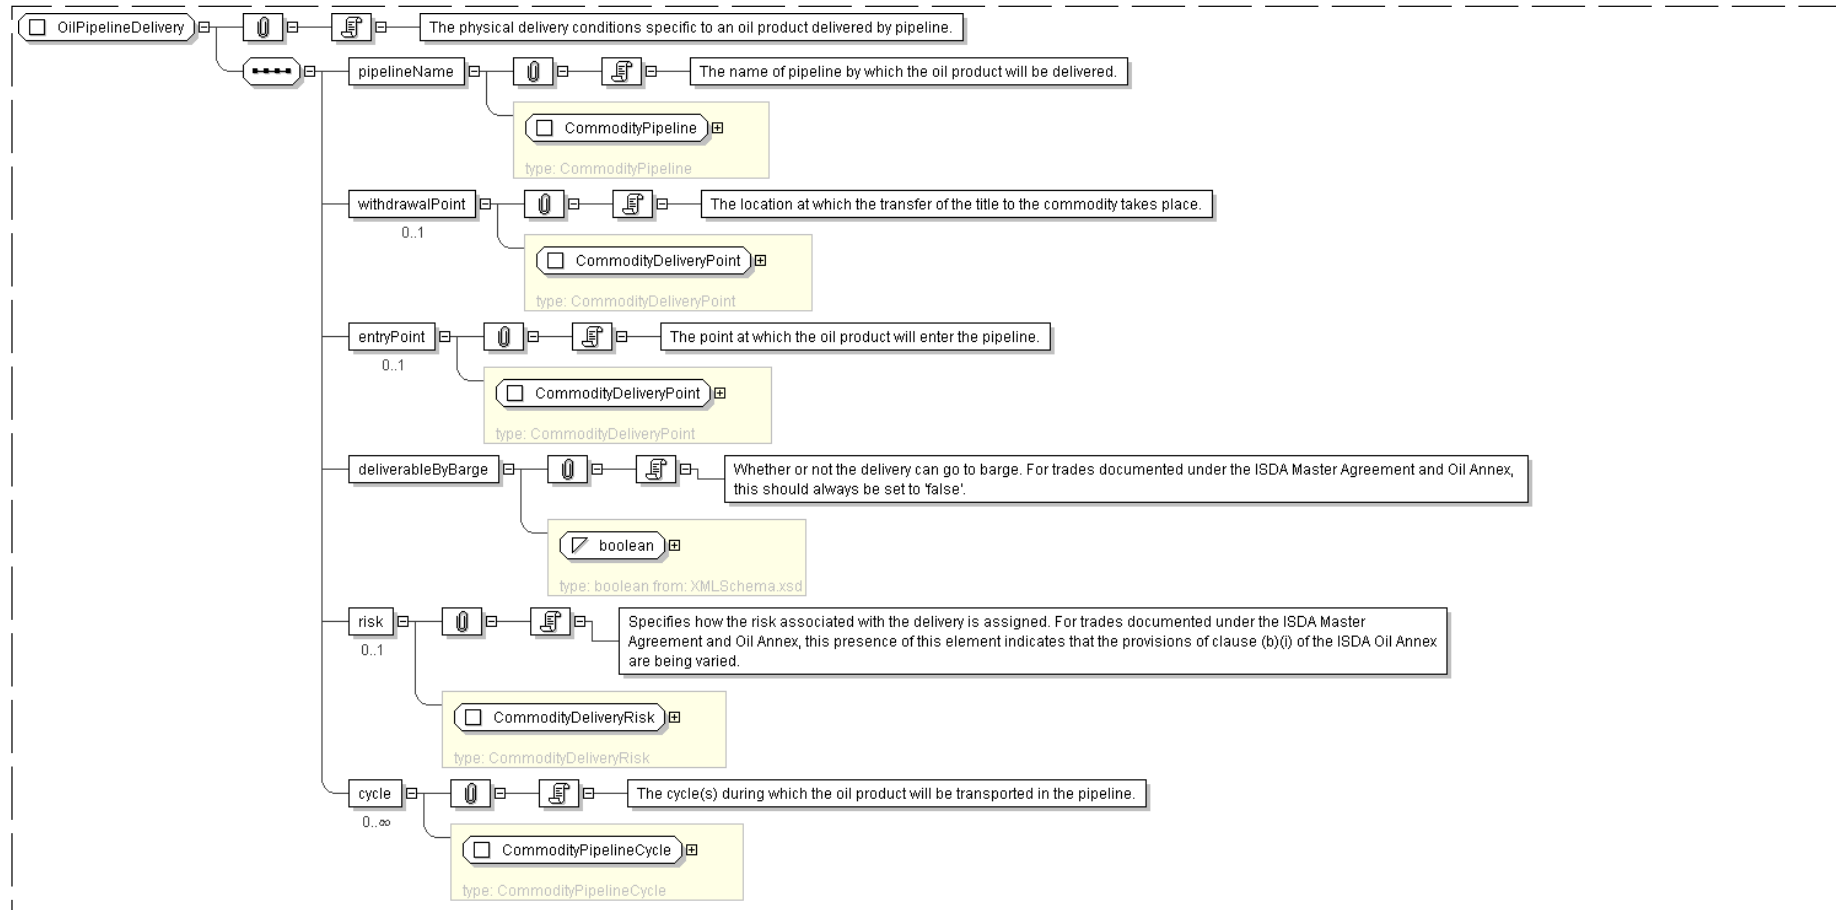 OilPipelineDelivery
The physical delivery conditions specific to an oil product delivered by pipeline.
pipelineName
The name of pipeline by which the oil product will be delivered.
CommodityPipeline
type: CommodityPipeline
withdrawalPoint
The location at which the transfer of the title to the commodity takes place.
0..1
CommodityDeliveryPoint
type: CommodityDeliveryPoint
entryPoint
The point at which the oil product will enter the pipeline.
0..1
CommodityDeliveryPoint
type: CommodityDeliveryPoint
deliverableByBarge
Whether or not the delivery can go to barge. For trades documented under the ISDA Master Agreement and Oil Annex,
this should always be set to 'false'.
boolean
type: boolean from: XMLSchema.xsd
risk
Specifies how the risk associated with the delivery is assigned. For trades documented under the ISDA Master
Agreement and Oil Annex, this presence of this element indicates that the provisions of clause (b)(i) of the ISDA Oil Annex
are being varied.
0..1
CommodityDeliveryRisk
type: CommodityDeliveryRisk
cycle
The cycle(s) during which the oil product will be transported in the pipeline.
0..∞
CommodityPipelineCycle
type: CommodityPipelineCycle